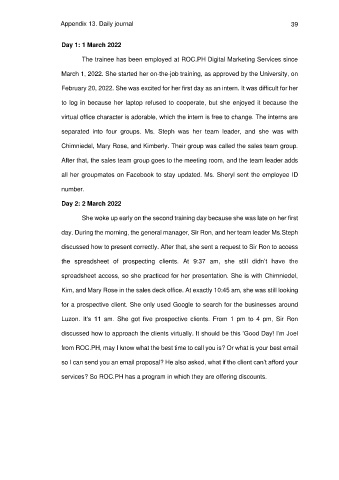 Appendix 13. Daily journal
39
Day 1: 1 March 2022
The trainee has been employed at ROC.PH Digital Marketing Services since
March 1, 2022. She started her on-the-job training, as approved by the University, on
February 20, 2022. She was excited for her first day as an intern. It was difficult for her
to log in because her laptop refused to cooperate, but she enjoyed it because the
virtual office character is adorable, which the intern is free to change. The interns are
separated into four groups. Ms. Steph was her team leader, and she was with
Chimniedel, Mary Rose, and Kimberly. Their group was called the sales team group.
After that, the sales team group goes to the meeting room, and the team leader adds
all her groupmates on Facebook to stay updated. Ms. Sheryl sent the employee ID
number.
Day 2: 2 March 2022
She woke up early on the second training day because she was late on her first
day. During the morning, the general manager, Sir Ron, and her team leader Ms.Steph
discussed how to present correctly. After that, she sent a request to Sir Ron to access
the spreadsheet of prospecting clients. At 9:37 am, she still didn't have the
spreadsheet access, so she practiced for her presentation. She is with Chimniedel,
Kim, and Mary Rose in the sales deck office. At exactly 10:45 am, she was still looking
for a prospective client. She only used Google to search for the businesses around
Luzon. It's 11 am. She got five prospective clients. From 1 pm to 4 pm, Sir Ron
discussed how to approach the clients virtually. It should be this 'Good Day! I'm Joel
from ROC.PH, may I know what the best time to call you is? Or what is your best email
so I can send you an email proposal? He also asked, what if the client can't afford your
services? So ROC.PH has a program in which they are offering discounts.